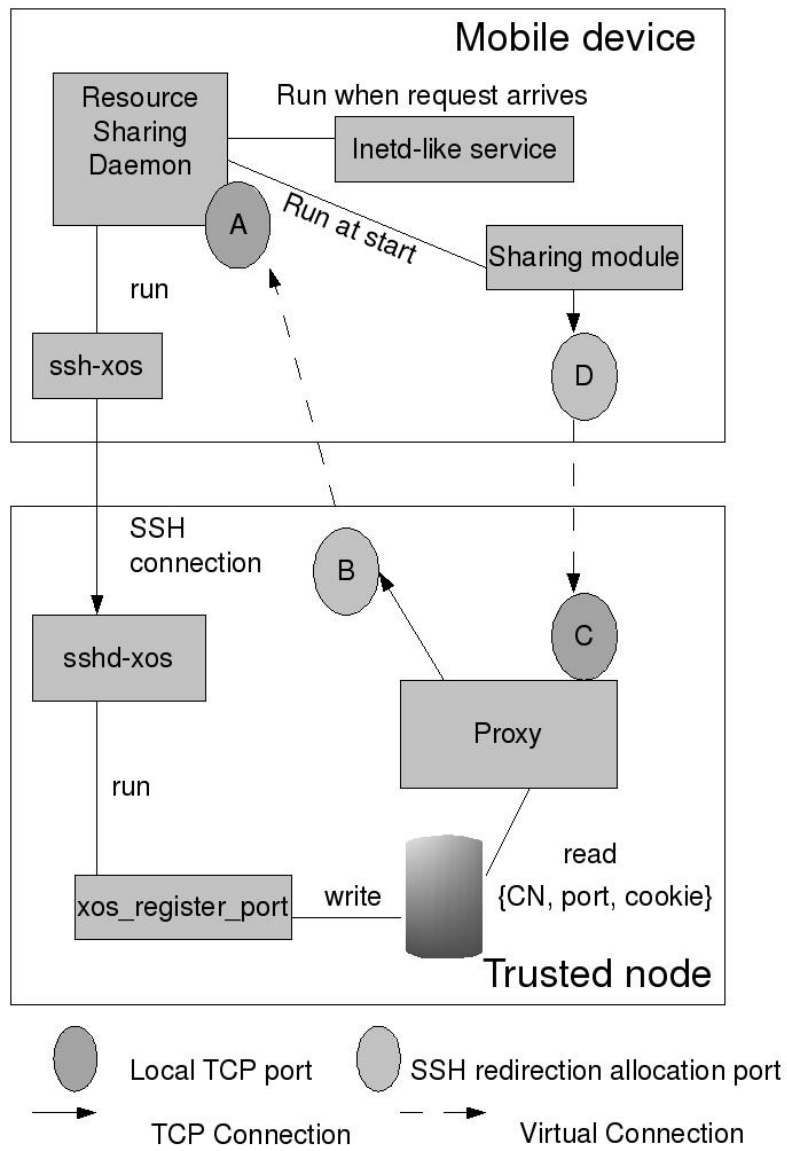 Mobile device
Resource
Sharing
Daemon
Run when request arrives
Inetd-like service
A
Run at start
Sharing module
run
ssh-xos
D
SSH
connection
B
C
sshd-xos
Proxy
run
read
{CN, port, cookie}
xos_register_port
write
Trusted node
Local TCP port
SSH redirection allocation port
TCP Connection
Virtual Connection